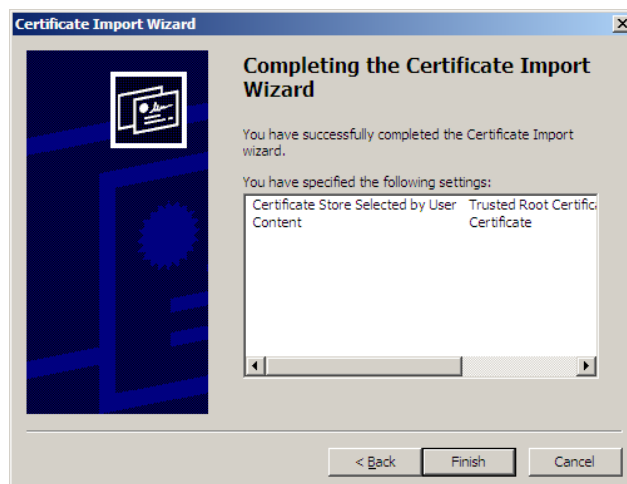 Certificate Import Wizard
Completing the Certificate Import
Wizard
You have successfully completed the Certificate Import
wizard.
You have specified the following settings:
Certificate Store Selected by User Trusted Root Certific
Content Certificate
< Back Finish Cancel